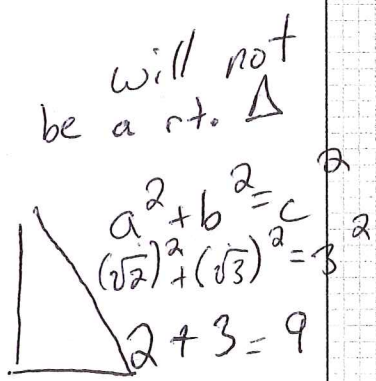 will not
be a rt. Δ
a² + b² = c²
(√2)² + (√3)² = 3²
2 + 3 = 9